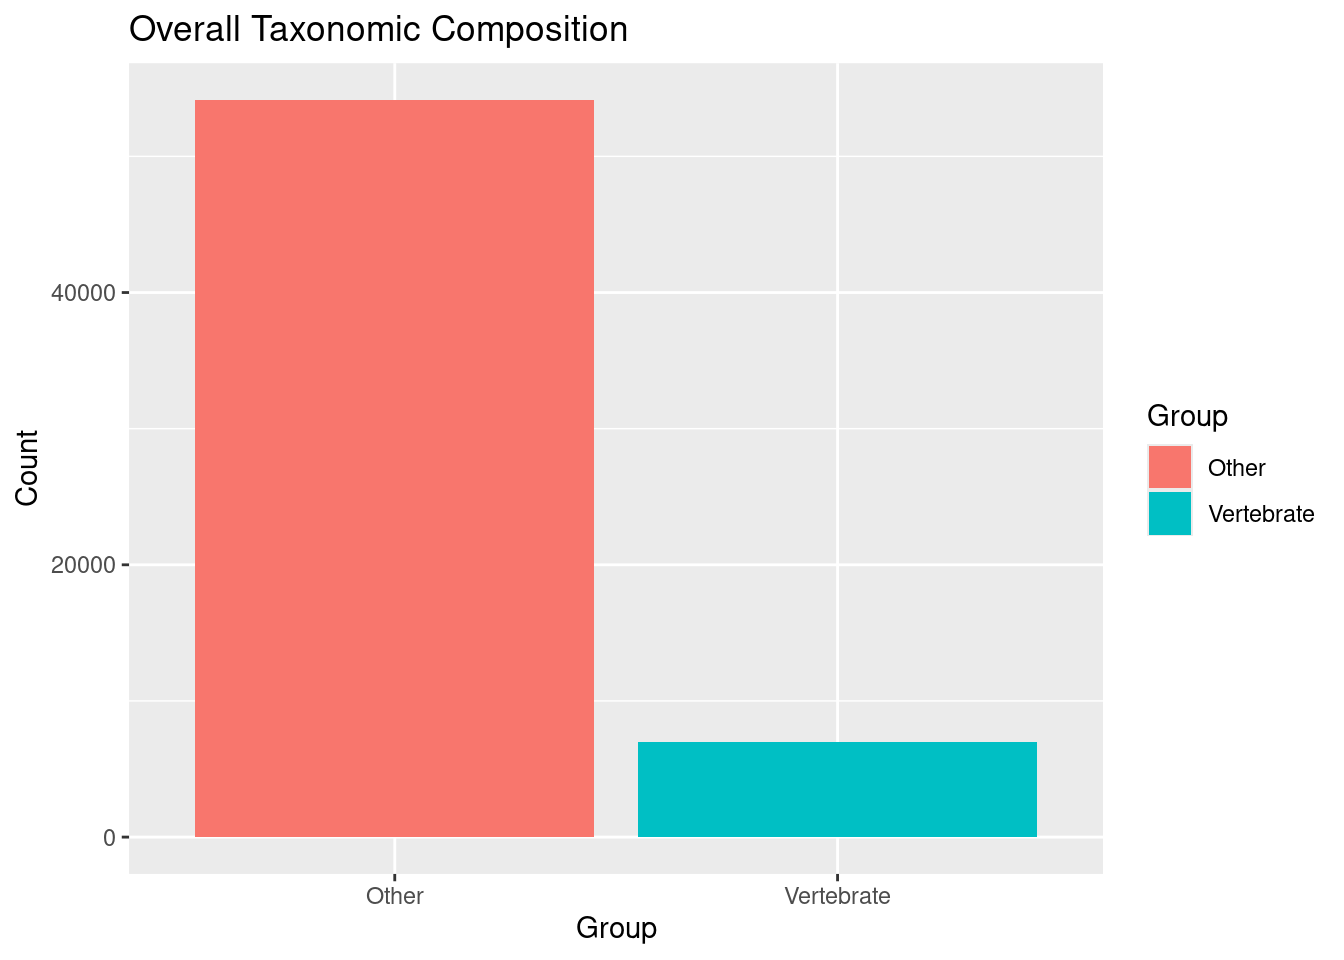 Overall Taxonomic Composition
Count
40000
20000
0
Other
Vertebrate
Group
Group
Other
Vertebrate